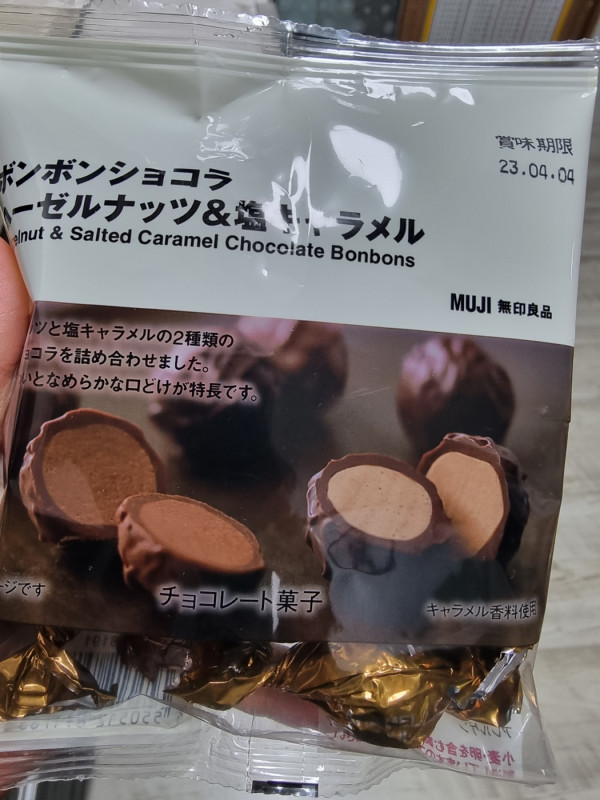 賞味期限
23.04.04
ボンボンショコラ
ヘーゼルナッツ&塩キャラメル
elnut & Salted Caramel Chocolate Bonbons
MUJI 無印良品
ッツと塩キャラメルの2種類の
ョコラを詰め合わせました。
いとなめらかな口どけが特長です。
ージです
チョコレート菓子
キャラメル香料使用